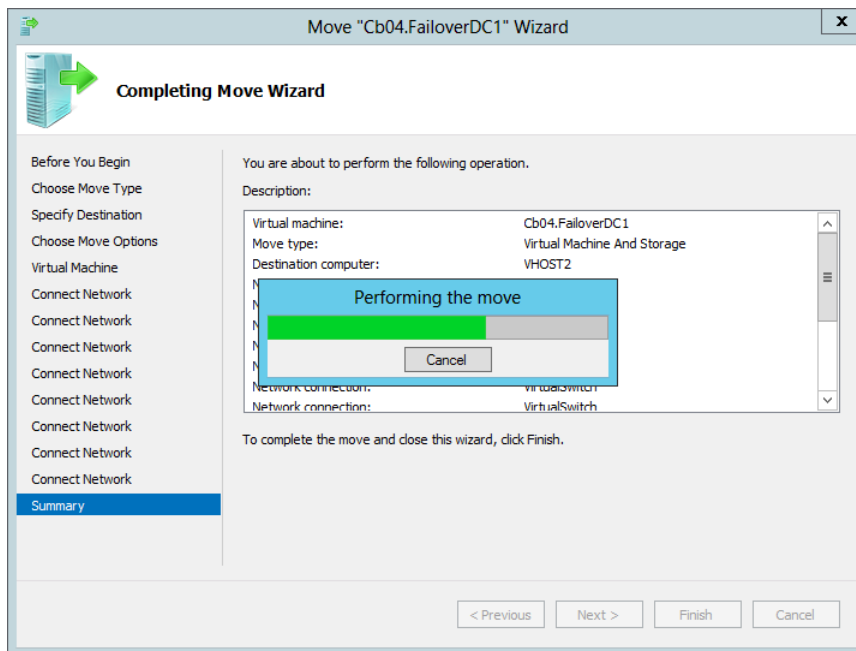 Move "Cb04.FailoverDC1" Wizard
x
Completing Move Wizard
Before You Begin
Choose Move Type
Specify Destination
Choose Move Options
Virtual Machine
Connect Network
Connect Network
Connect Network
Connect Network
Connect Network
Connect Network
Connect Network
Connect Network
Summary
You are about to perform the following operation.
Description:
Virtual machine: Cb04.FailoverDC1
Move type: Virtual Machine And Storage
Destination computer: VHOST2
Performing the move
Cancel
Network connection: VirtualSwitch
Network connection: VirtualSwitch
To complete the move and close this wizard, click Finish.
< Previous Next > Finish Cancel